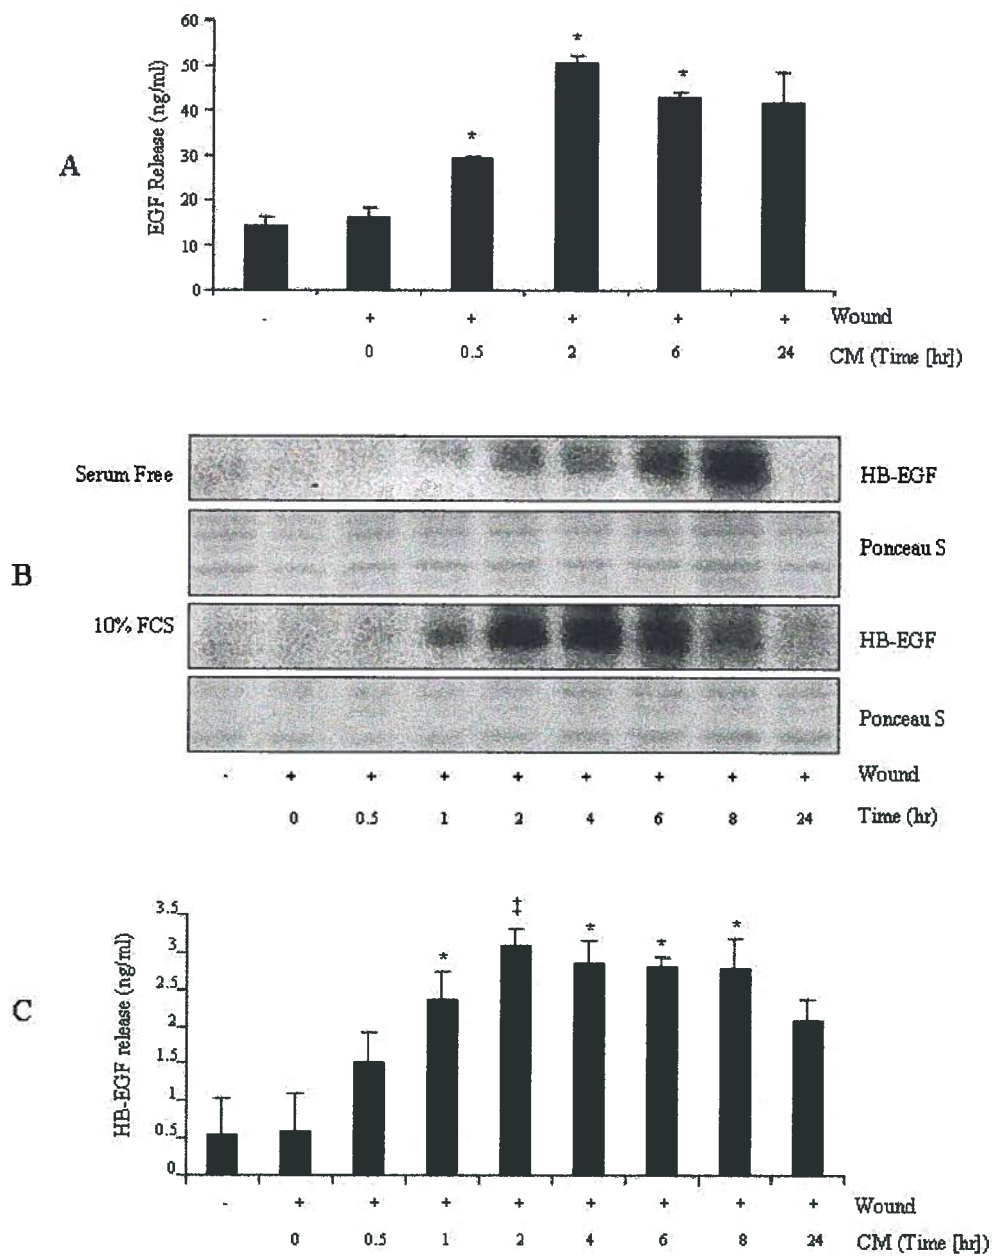 A
EGF Release (ng/ml)
60
50
40
30
20
10
0
*
*
*
- + + + + + Wound
0 0.5 2 6 24 CM (Time [hr])
B
Serum Free HB-EGF
Ponceau S
10% FCS HB-EGF
Ponceau S
- + + + + + + + + Wound
0 0.5 1 2 4 6 8 24 Time (hr)
C
HB-EGF release (ng/ml)
3.5
3
2.5
2
1.5
1
0.5
0
*
‡
*
*
*
- + + + + + + + + Wound
0 0.5 1 2 4 6 8 24 CM (Time [hr])